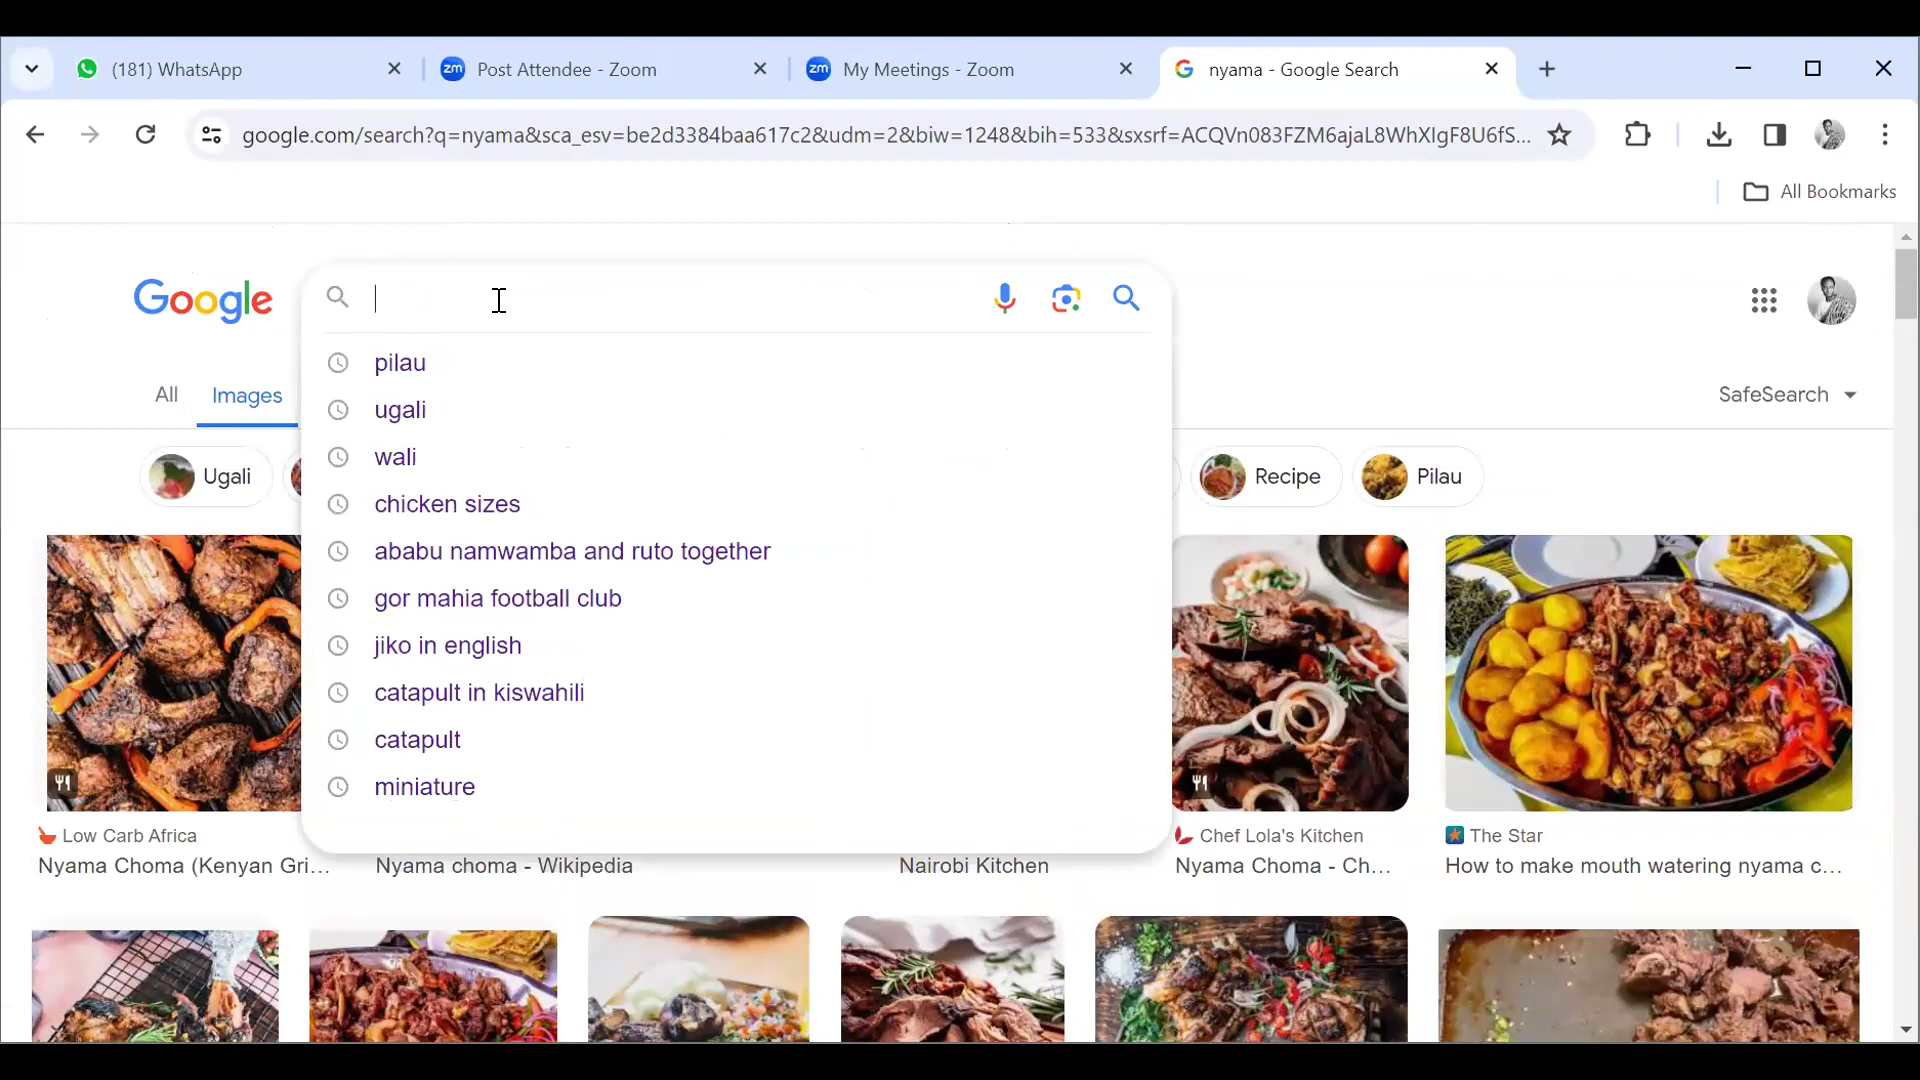 (181) WhatsApp
zm Post Attendee - Zoom
zm My Meetings - Zoom
nyama - Google Search
google.com/search?q=nyama&sca_esv=be2d3384baa617c2&udm=2&biw=1248&bih=533&sxsrf=ACQVn083FZM6ajaL8WhXIgF8U6fS...
All Bookmarks
Google
pilau
ugali
wali
chicken sizes
ababu namwamba and ruto together
gor mahia football club
jiko in english
catapult in kiswahili
catapult
miniature
All
Images
SafeSearch
Ugali
Recipe
Pilau
Low Carb Africa
Nyama Choma (Kenyan Gri...
Nyama choma - Wikipedia
Nairobi Kitchen
Chef Lola's Kitchen
Nyama Choma - Ch...
The Star
How to make mouth watering nyama c...